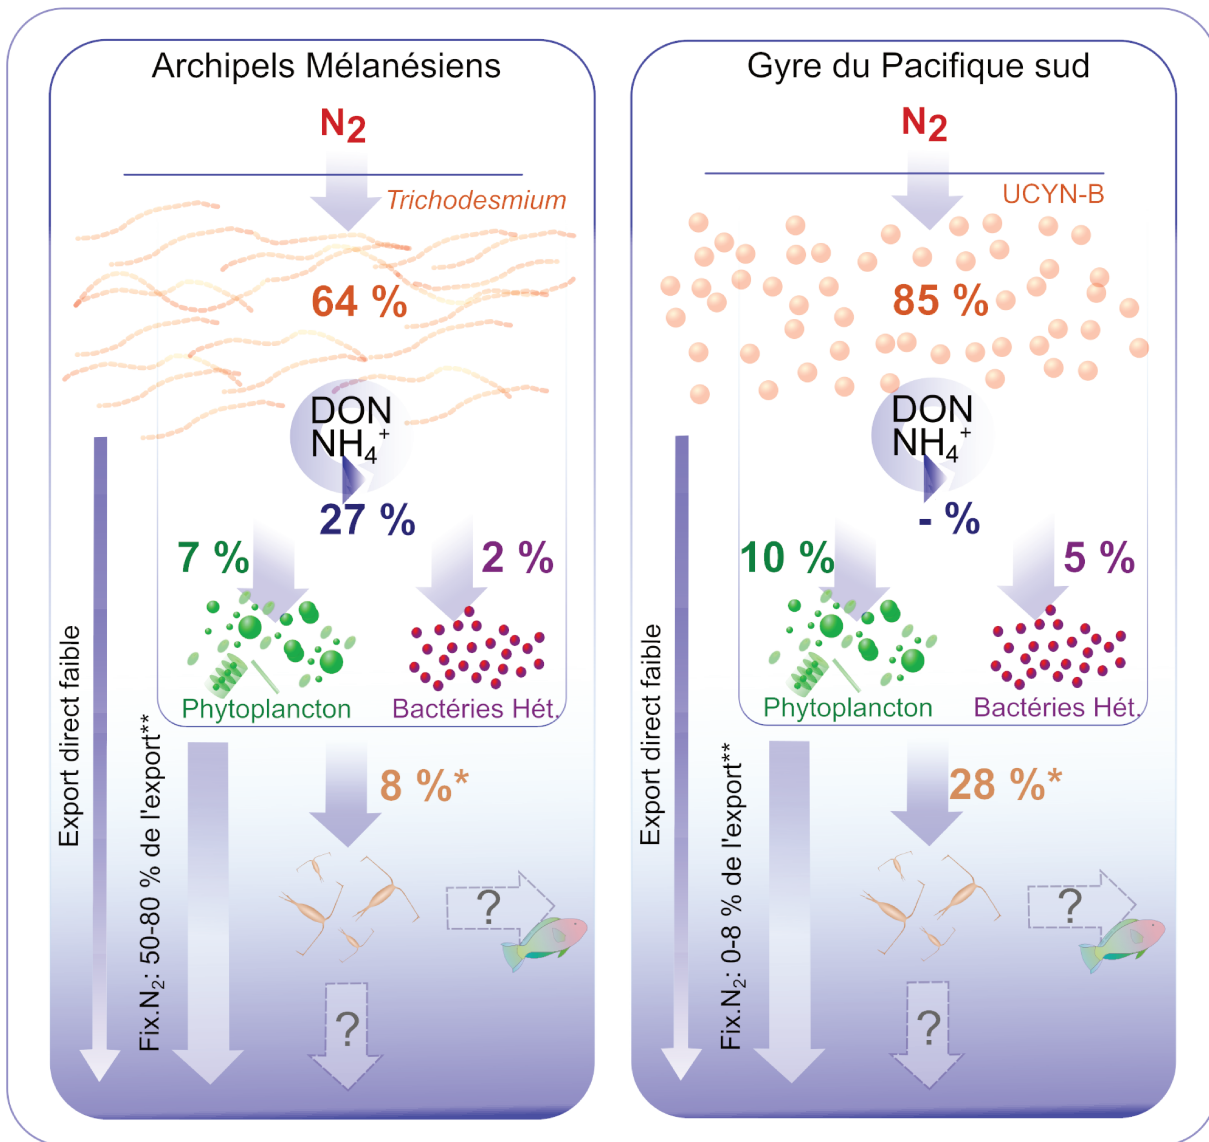 Archipels Mélanésiens
N2
Trichodesmium
64 %
DON
NH4+
27 %
7 %
2 %
Phytoplancton
Bactéries Hét.
8 %*
?
?
Export direct faible
Fix.N2: 50-80 % de l'export**
Gyre du Pacifique sud
N2
UCYN-B
85 %
DON
NH4+
- %
10 %
5 %
Phytoplancton
Bactéries Hét.
28 %*
?
?
Export direct faible
Fix.N2: 0-8 % de l'export**